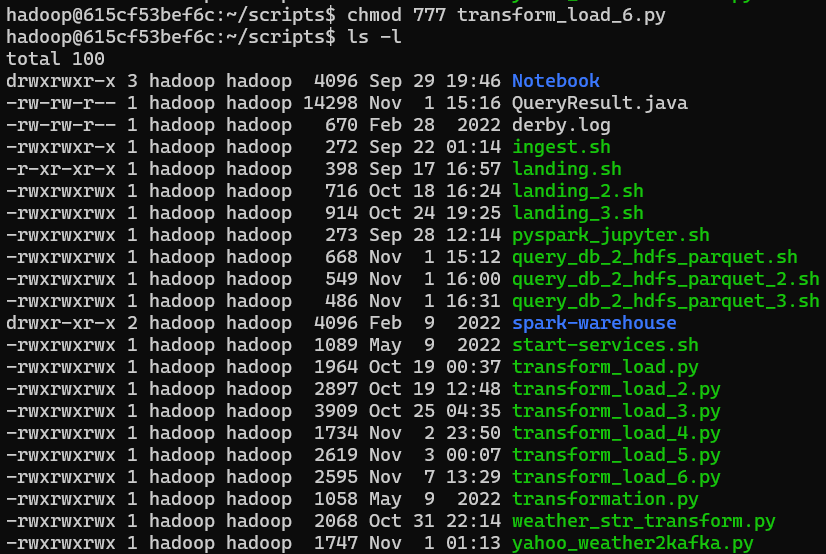 hadoop@615cf53bef6c:~/scripts$ chmod 777 transform_load_6.py
hadoop@615cf53bef6c:~/scripts$ ls -l
total 100
drwxrwxr-x 3 hadoop hadoop  4096 Sep 29 19:46 Notebook
-rw-rw-r-- 1 hadoop hadoop 14298 Nov  1 15:16 QueryResult.java
-rw-rw-r-- 1 hadoop hadoop   670 Feb 28  2022 derby.log
-rwxrwxr-x 1 hadoop hadoop   272 Sep 22 01:14 ingest.sh
-r-xr-xr-x 1 hadoop hadoop   398 Sep 17 16:57 landing.sh
-rwxrwxrwx 1 hadoop hadoop   716 Oct 18 16:24 landing_2.sh
-rwxrwxrwx 1 hadoop hadoop   914 Oct 24 19:25 landing_3.sh
-rwxrwxrwx 1 hadoop hadoop   273 Sep 28 12:14 pyspark_jupyter.sh
-rwxrwxrwx 1 hadoop hadoop   668 Nov  1 15:12 query_db_2_hdfs_parquet.sh
-rwxrwxrwx 1 hadoop hadoop   549 Nov  1 16:00 query_db_2_hdfs_parquet_2.sh
-rwxrwxrwx 1 hadoop hadoop   486 Nov  1 16:31 query_db_2_hdfs_parquet_3.sh
drwxr-xr-x 2 hadoop hadoop  4096 Feb  9  2022 spark-warehouse
-rwxrwxrwx 1 hadoop hadoop  1089 May  9  2022 start-services.sh
-rwxrwxrwx 1 hadoop hadoop  1964 Oct 19 00:37 transform_load.py
-rwxrwxrwx 1 hadoop hadoop  2897 Oct 19 12:48 transform_load_2.py
-rwxrwxrwx 1 hadoop hadoop  3909 Oct 25 04:35 transform_load_3.py
-rwxrwxrwx 1 hadoop hadoop  1734 Nov  2 23:50 transform_load_4.py
-rwxrwxrwx 1 hadoop hadoop  2619 Nov  3 00:07 transform_load_5.py
-rwxrwxrwx 1 hadoop hadoop  2595 Nov  7 13:29 transform_load_6.py
-rwxrwxrwx 1 hadoop hadoop  1058 May  9  2022 transformation.py
-rwxrwxrwx 1 hadoop hadoop  2068 Oct 31 22:14 weather_str_transform.py
-rwxrwxrwx 1 hadoop hadoop  1747 Nov  1 01:13 yahoo_weather2kafka.py